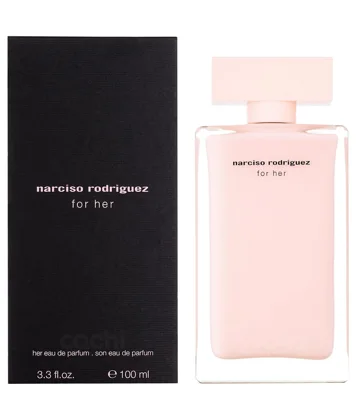 narciso rodriguez
for her
cachi
her eau de parfum . son eau de parfum
3.3 fl.oz. ℮ 100 ml
narciso rodriguez
for her